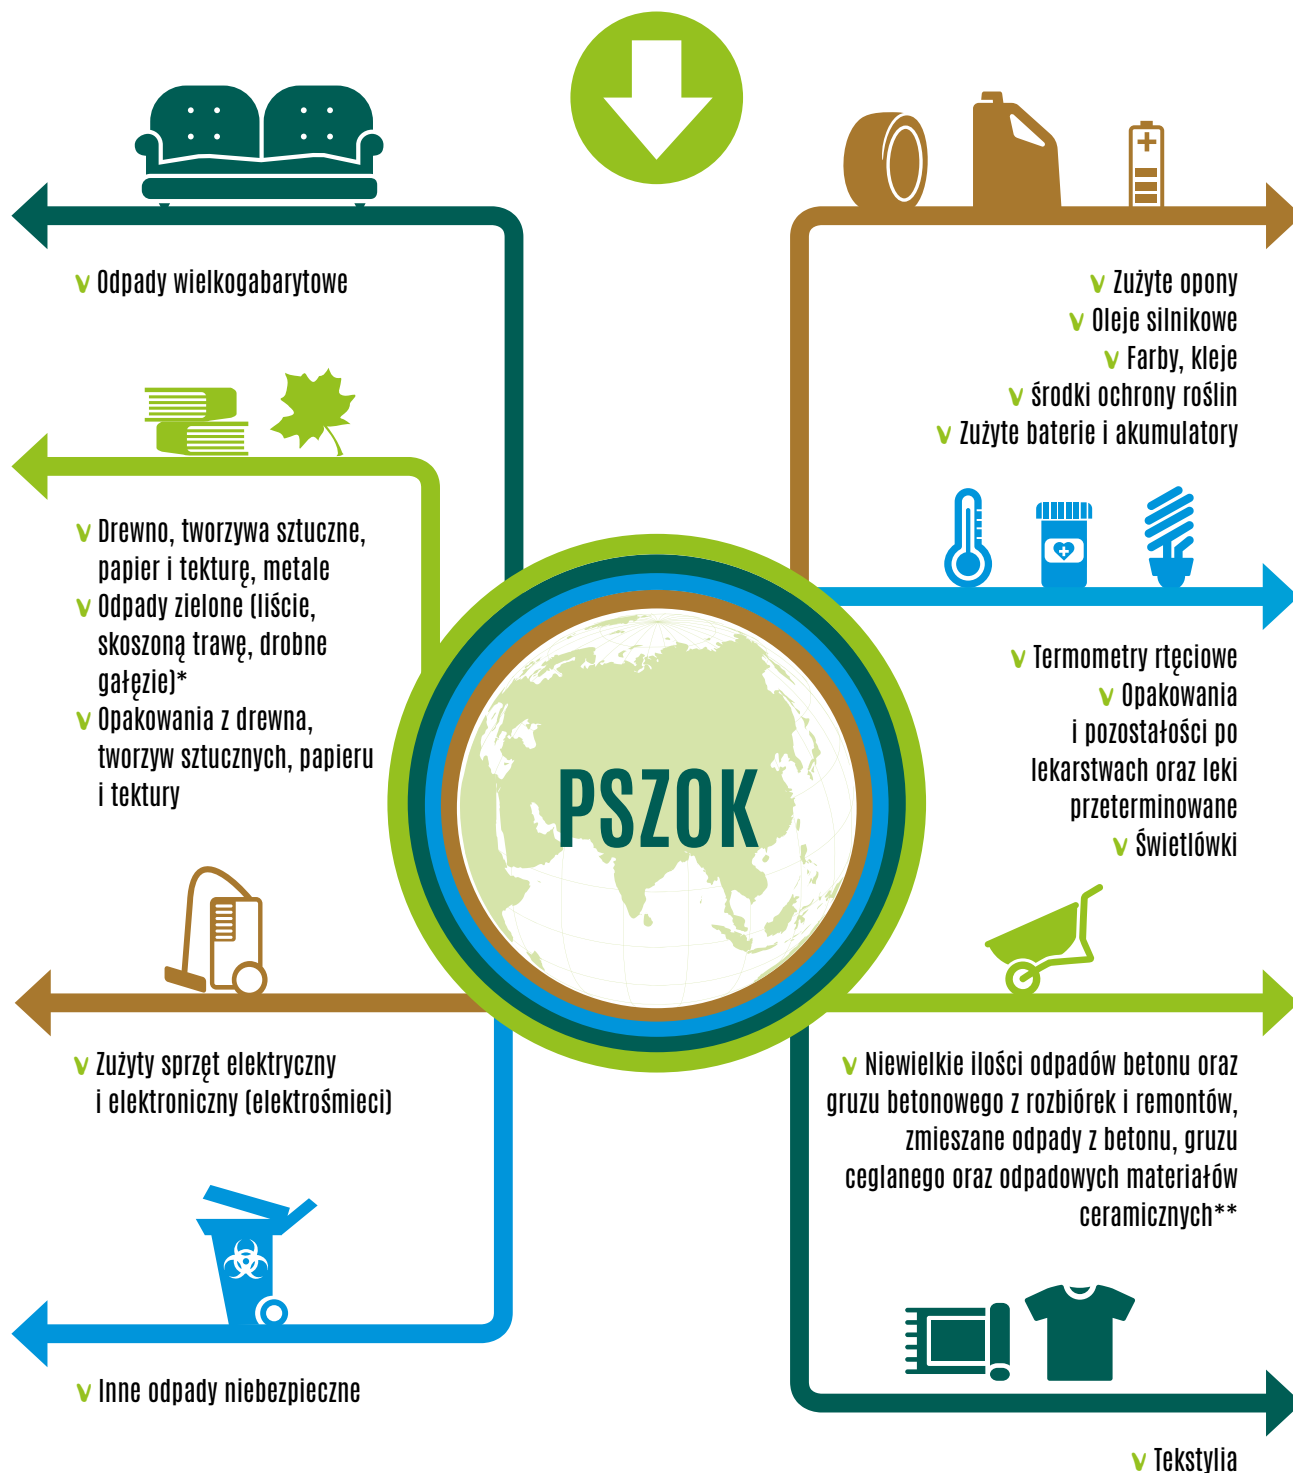 Odpady wielkogabarytowe
Drewno, tworzywa sztuczne,
papier i tekturę, metale
Odpady zielone (liście,
skoszoną trawę, drobne
gałęzie)*
Opakowania z drewna,
tworzyw sztucznych, papieru
i tektury
Zużyty sprzęt elektryczny
i elektroniczny (elektrośmieci)
Inne odpady niebezpieczne
PSZOK
Zużyte opony
Oleje silnikowe
Farby, kleje
środki ochrony roślin
Zużyte baterie i akumulatory
Termometry rtęciowe
Opakowania
i pozostałości po
lekarstwach oraz leki
przeterminowane
Świetlówki
Niewielkie ilości odpadów betonu oraz
gruzu betonowego z rozbiórek i remontów,
zmieszane odpady z betonu, gruzu
ceglanego oraz odpadowych materiałów
ceramicznych**
Tekstylia